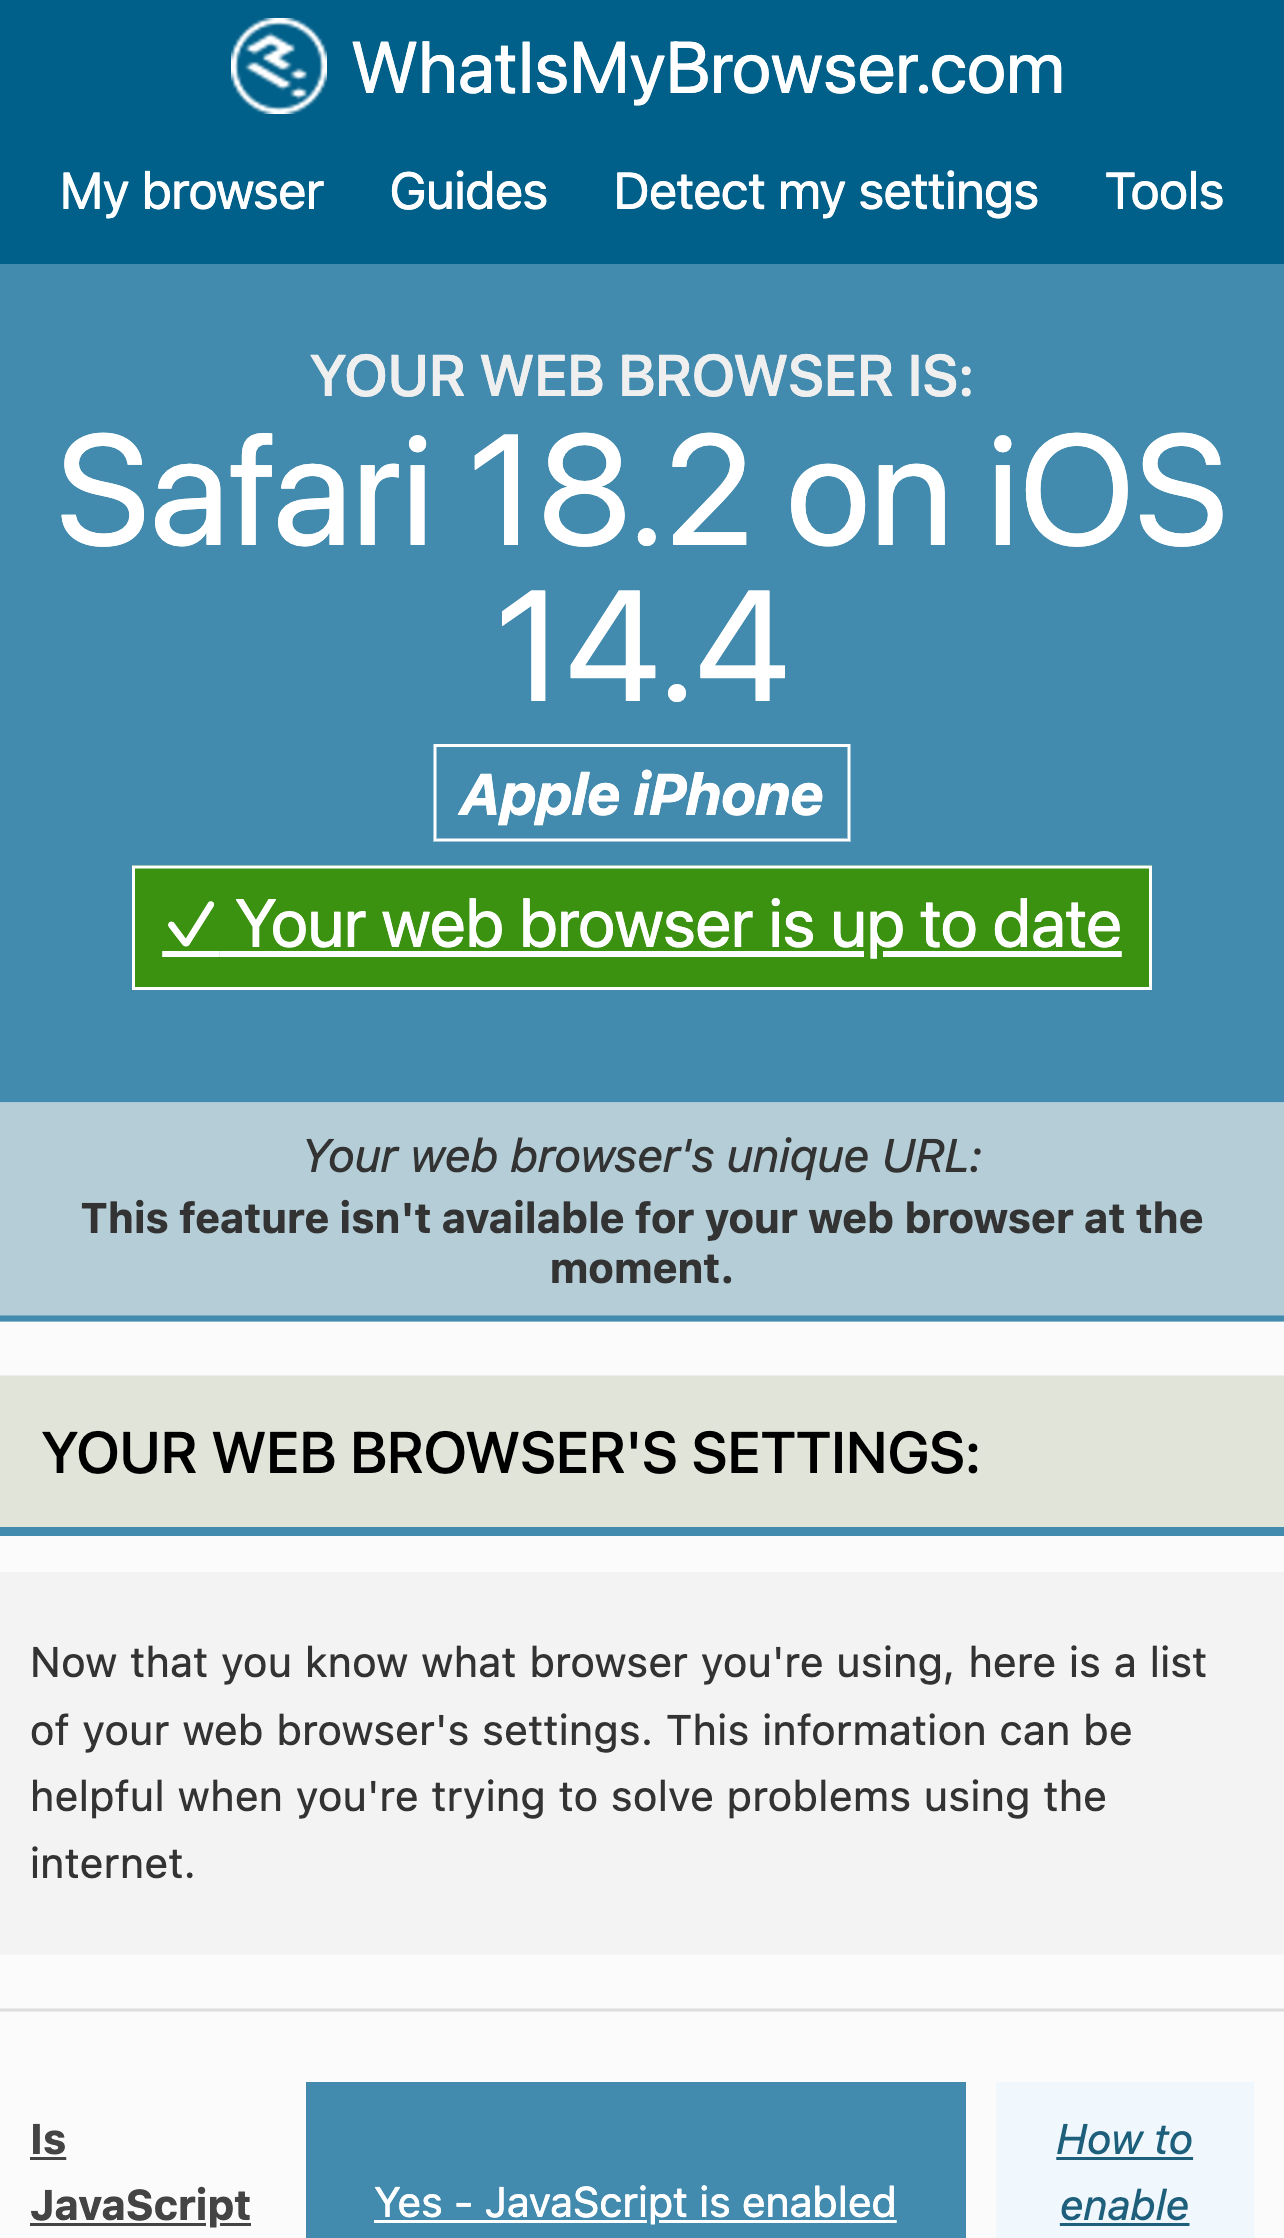 WhatIsMyBrowser.com
My browser Guides Detect my settings Tools
YOUR WEB BROWSER IS:
Safari 18.2 on iOS
14.4
Apple iPhone
✓ Your web browser is up to date
Your web browser's unique URL:
This feature isn't available for your web browser at the
moment.
YOUR WEB BROWSER'S SETTINGS:
Now that you know what browser you're using, here is a list
of your web browser's settings. This information can be
helpful when you're trying to solve problems using the
internet.
Is
JavaScript
Yes - JavaScript is enabled
How to
enable